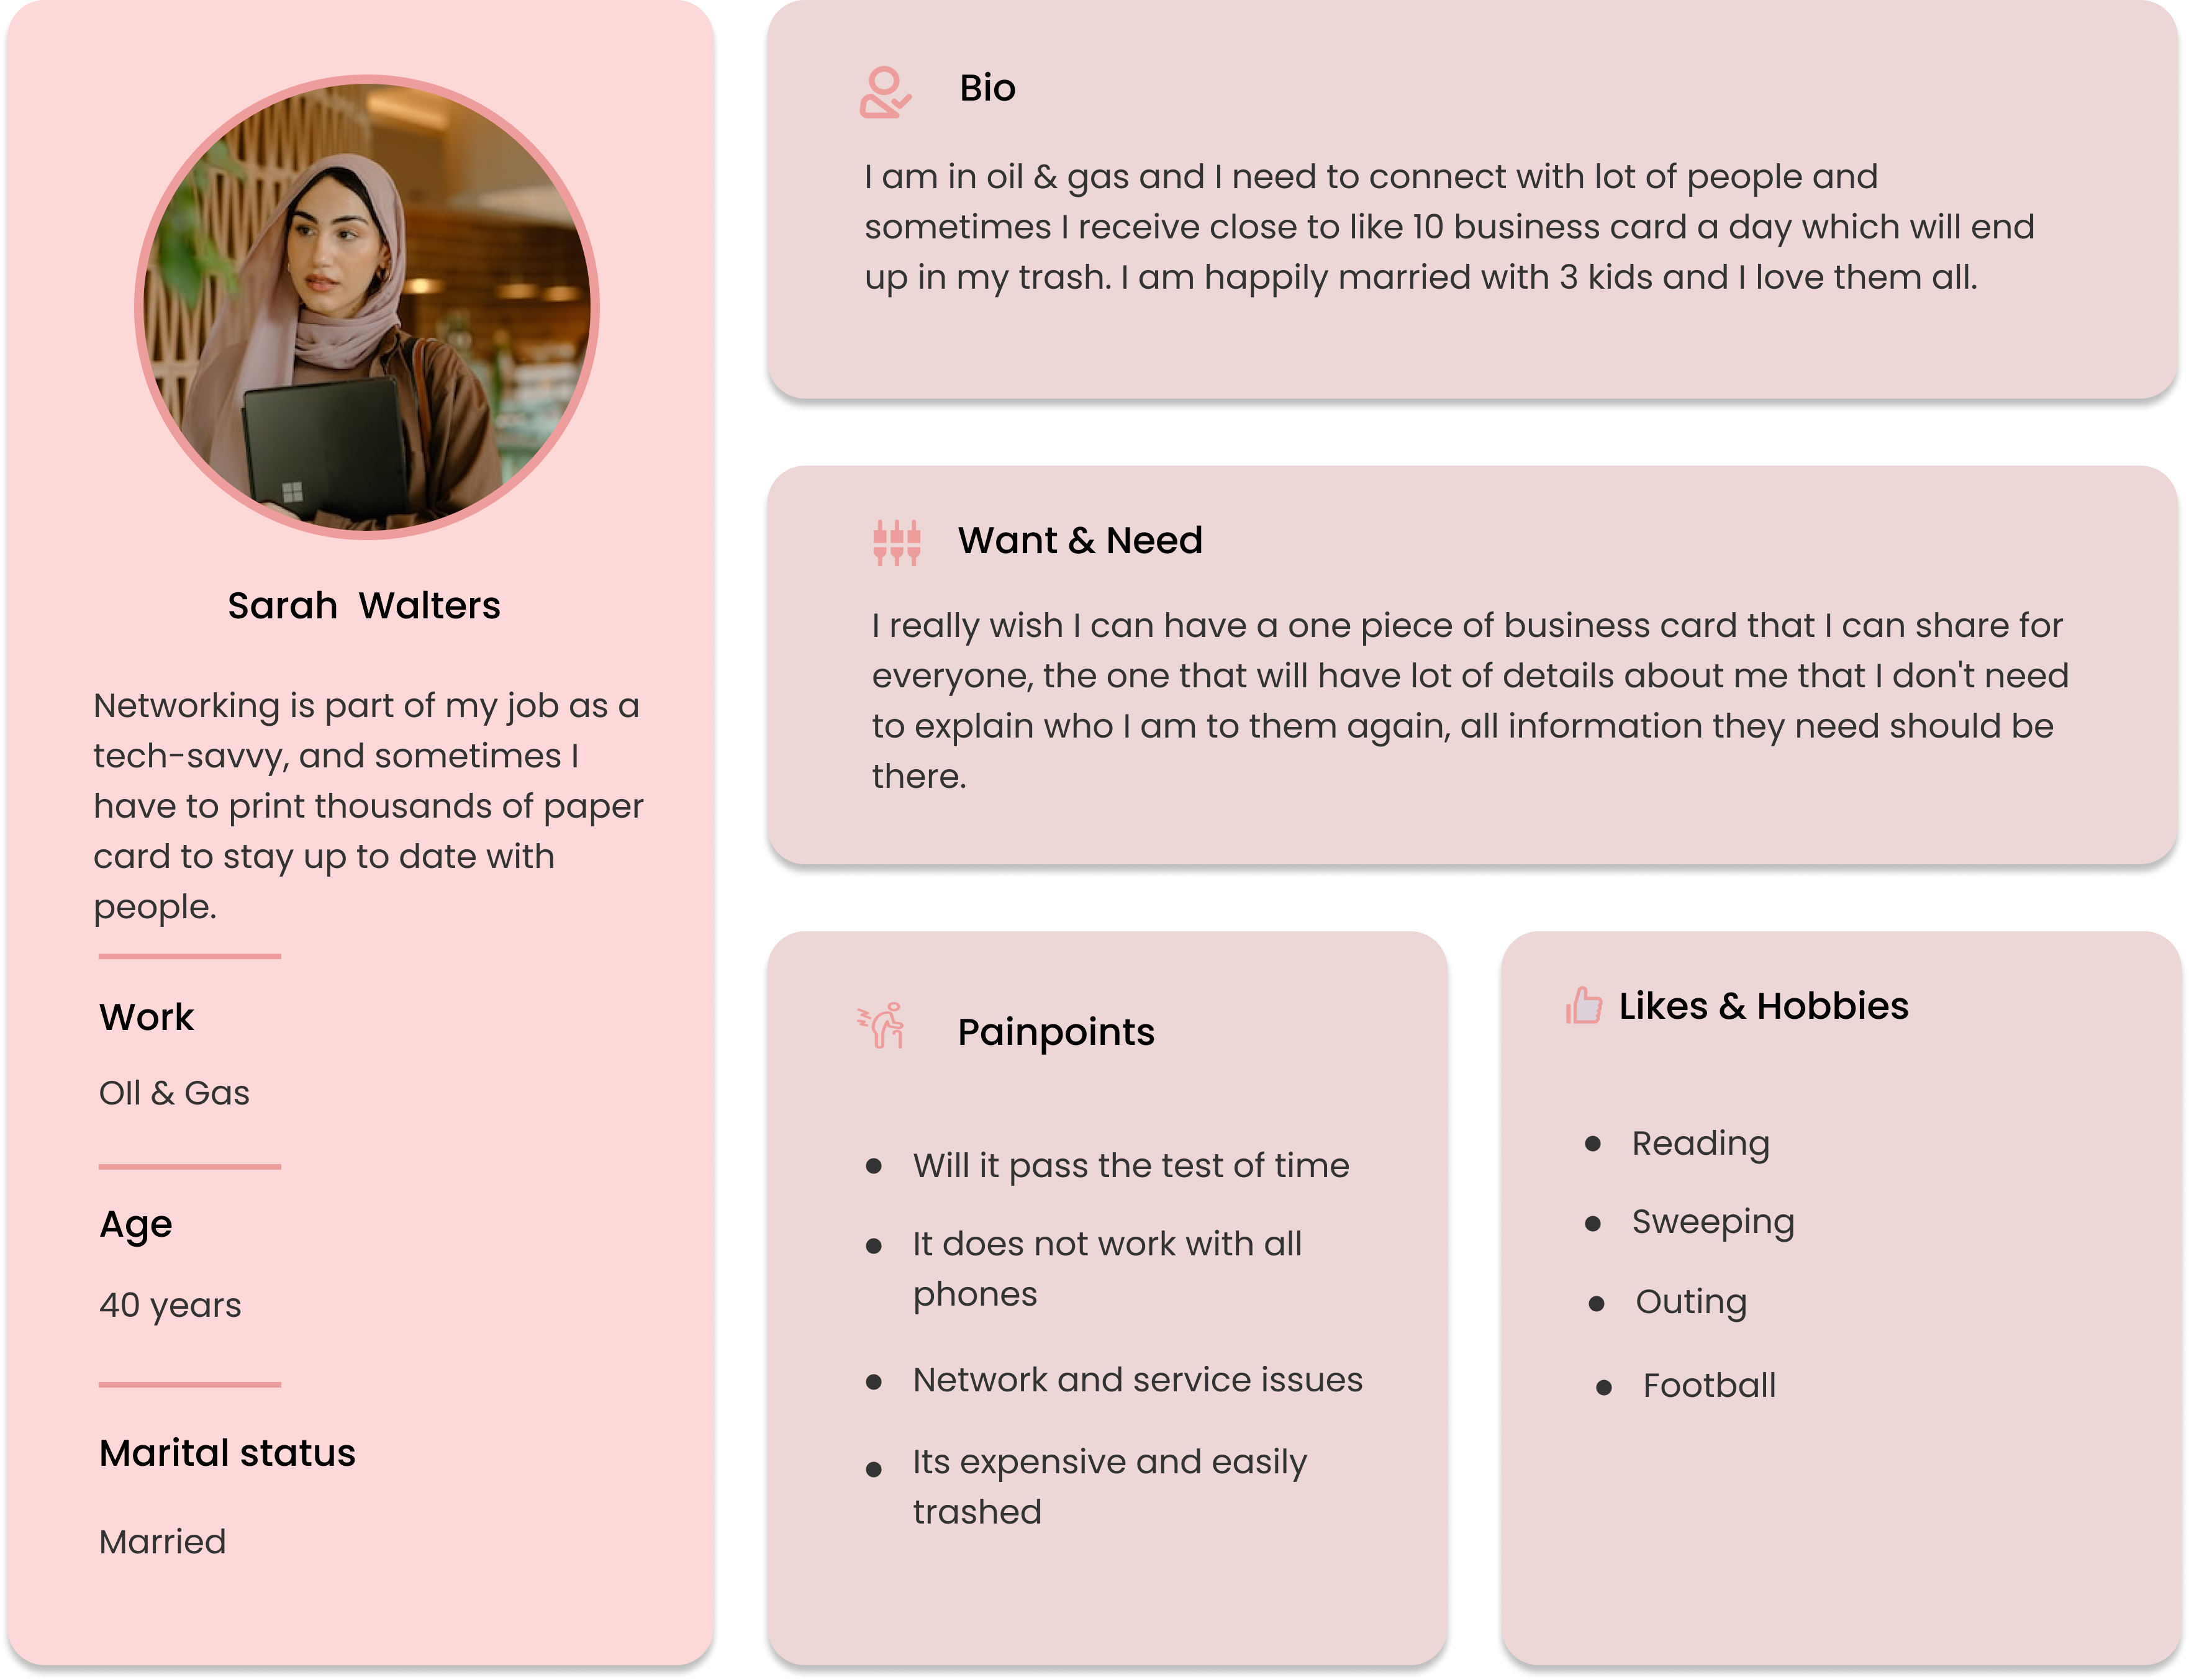 Sarah  Walters
Networking is part of my job as a
tech-savvy, and sometimes I
have to print thousands of paper
card to stay up to date with
people.
Work
OIl & Gas
Age
40 years
Marital status
Married
Bio
I am in oil & gas and I need to connect with lot of people and
sometimes I receive close to like 10 business card a day which will end
up in my trash. I am happily married with 3 kids and I love them all.
Want & Need
I really wish I can have a one piece of business card that I can share for
everyone, the one that will have lot of details about me that I don't need
to explain who I am to them again, all information they need should be
there.
Painpoints
● Will it pass the test of time
● It does not work with all
phones
● Network and service issues
● Its expensive and easily
trashed
Likes & Hobbies
● Reading
● Sweeping
● Outing
● Football